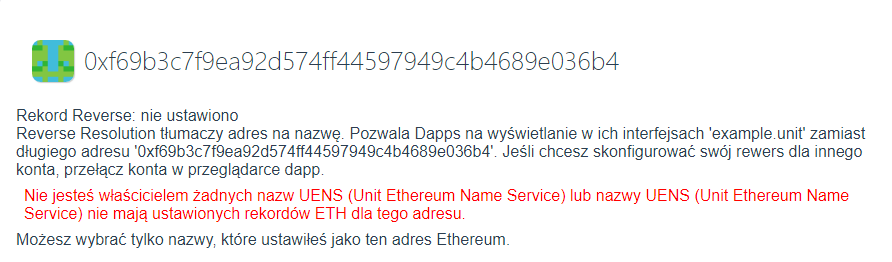 0xf69b3c7f9ea92d574ff44597949c4b4689e036b4
Rekord Reverse: nie ustawiono
Reverse Resolution tłumaczy adres na nazwę. Pozwala Dapps na wyświetlanie w ich interfejsach 'example.unit' zamiast
długiego adresu '0xf69b3c7f9ea92d574ff44597949c4b4689e036b4'. Jeśli chcesz skonfigurować swój rewers dla innego
konta, przełącz konta w przeglądarce dapp.
Nie jesteś właścicielem żadnych nazw UENS (Unit Ethereum Name Service) lub nazwy UENS (Unit Ethereum Name
Service) nie mają ustawionych rekordów ETH dla tego adresu.
Możesz wybrać tylko nazwy, które ustawiłeś jako ten adres Ethereum.